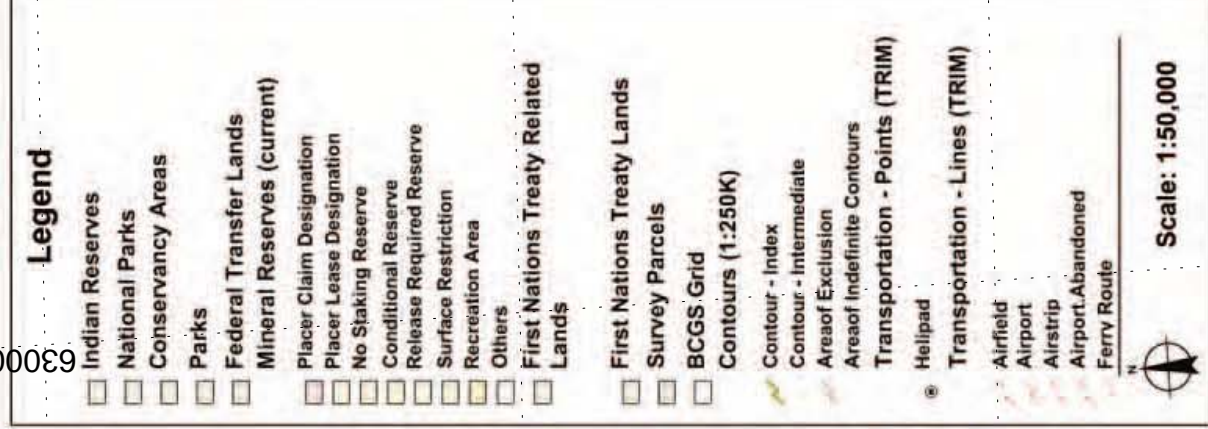 Legend
Indian Reserves
National Parks
Conservancy Areas
Parks
Federal Transfer Lands
Mineral Reserves (current)
Placer Claim Designation
Placer Lease Designation
No Staking Reserve
Conditional Reserve
Release Required Reserve
Surface Restriction
Recreation Area
Others
First Nations Treaty Related
Lands
First Nations Treaty Lands
Survey Parcels
BCGS Grid
Contours (1:250K)
Contour - Index
Contour - Intermediate
Areaof Exclusion
Areaof Indefinite Contours
Transportation - Points (TRIM)
Helipad
Transportation - Lines (TRIM)
Airfield
Airport
Airstrip
Airport.Abandoned
Ferry Route
N
Scale: 1:50,000